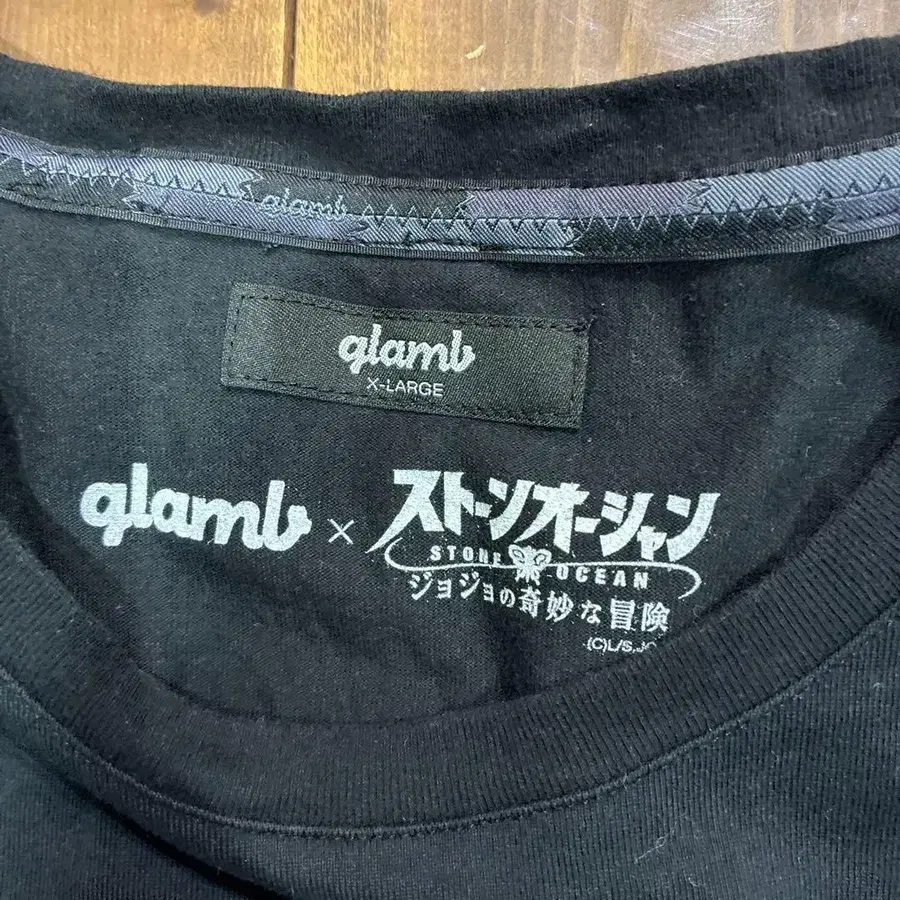 glamb
glamb
X-LARGE
glamb × ストーンオーシャン
STONE OCEAN
ジョジョの奇妙な冒険
(C)L/S,JO